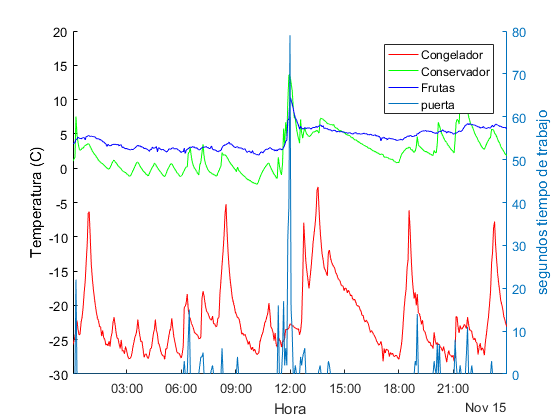 20
15
10
5
0
-5
-10
-15
-20
-25
-30
Temperatura (C)
Congelador
Conservador
Frutas
puerta
80
70
60
50
40
30
20
10
0
segundos tiempo de trabajo
03:00 06:00 09:00 12:00 15:00 18:00 21:00
Hora
Nov 15